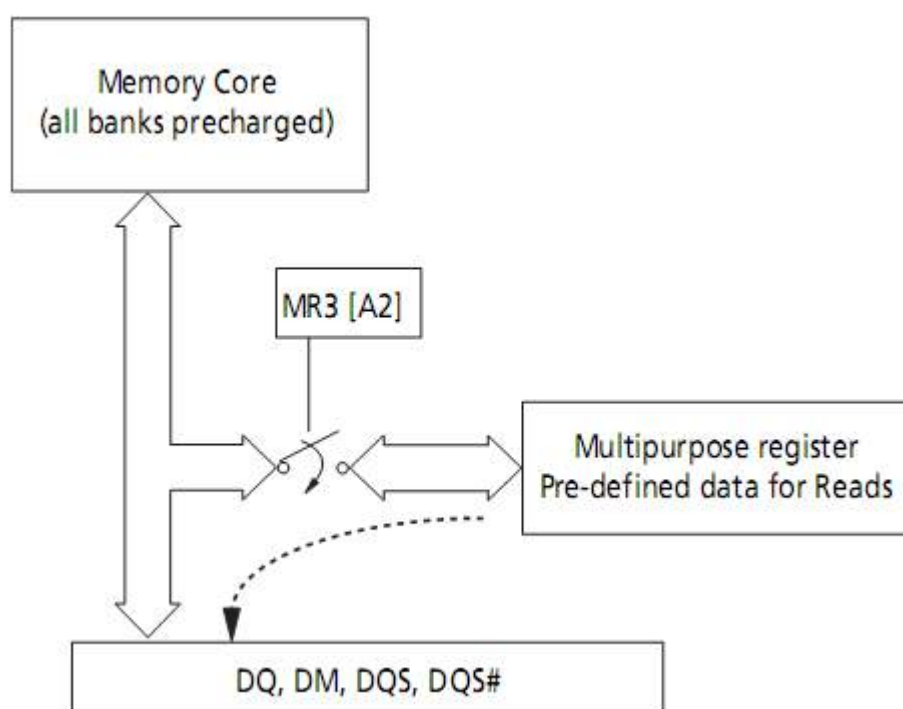 Memory Core
(all banks precharged)
MR3 [A2]
Multipurpose register
Pre-defined data for Reads
DQ, DM, DQS, DQS#